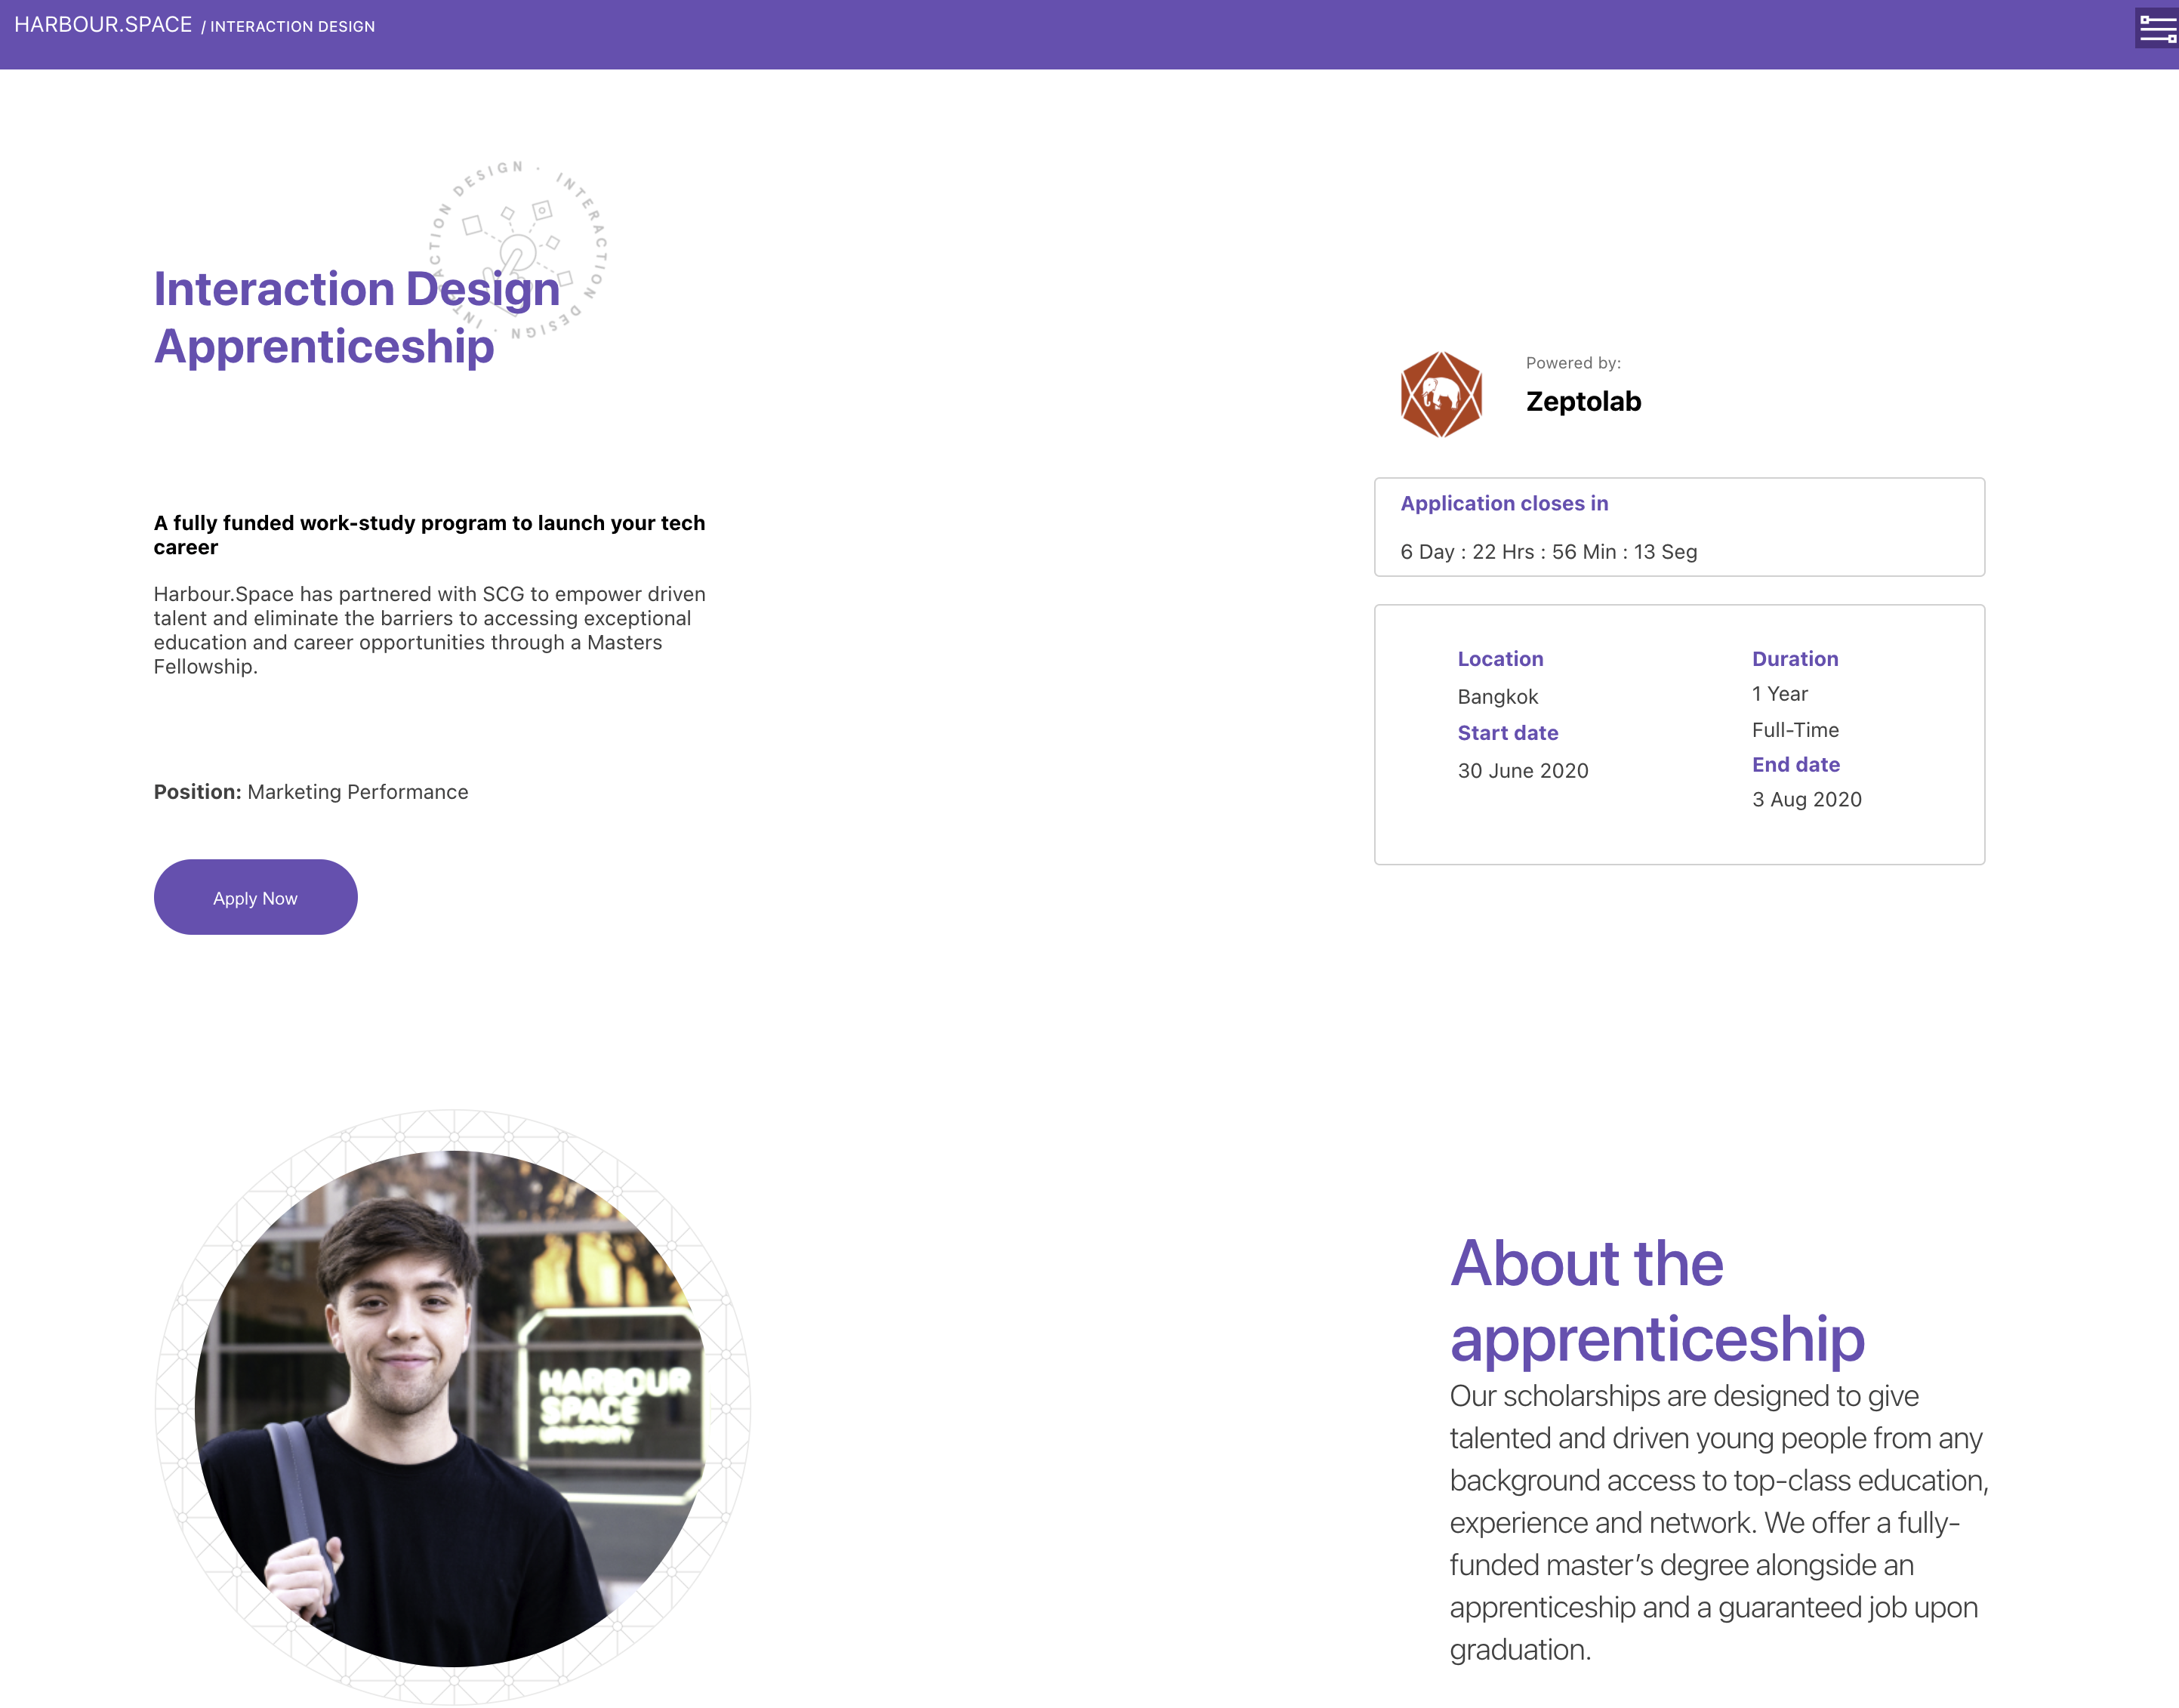 HARBOUR.SPACE / INTERACTION DESIGN
INTERACTION DESIGN · INTERACTION DESIGN ·
Interaction Design
Apprenticeship
A fully funded work-study program to launch your tech
career
Harbour.Space has partnered with SCG to empower driven
talent and eliminate the barriers to accessing exceptional
education and career opportunities through a Masters
Fellowship.
Position: Marketing Performance
Apply Now
Powered by:
Zeptolab
Application closes in
6 Day : 22 Hrs : 56 Min : 13 Seg
Location
Bangkok
Start date
30 June 2020
Duration
1 Year
Full-Time
End date
3 Aug 2020
HARBOUR
SPACE
UNIVERSITY
About the
apprenticeship
Our scholarships are designed to give
talented and driven young people from any
background access to top-class education,
experience and network. We offer a fully-
funded master’s degree alongside an
apprenticeship and a guaranteed job upon
graduation.